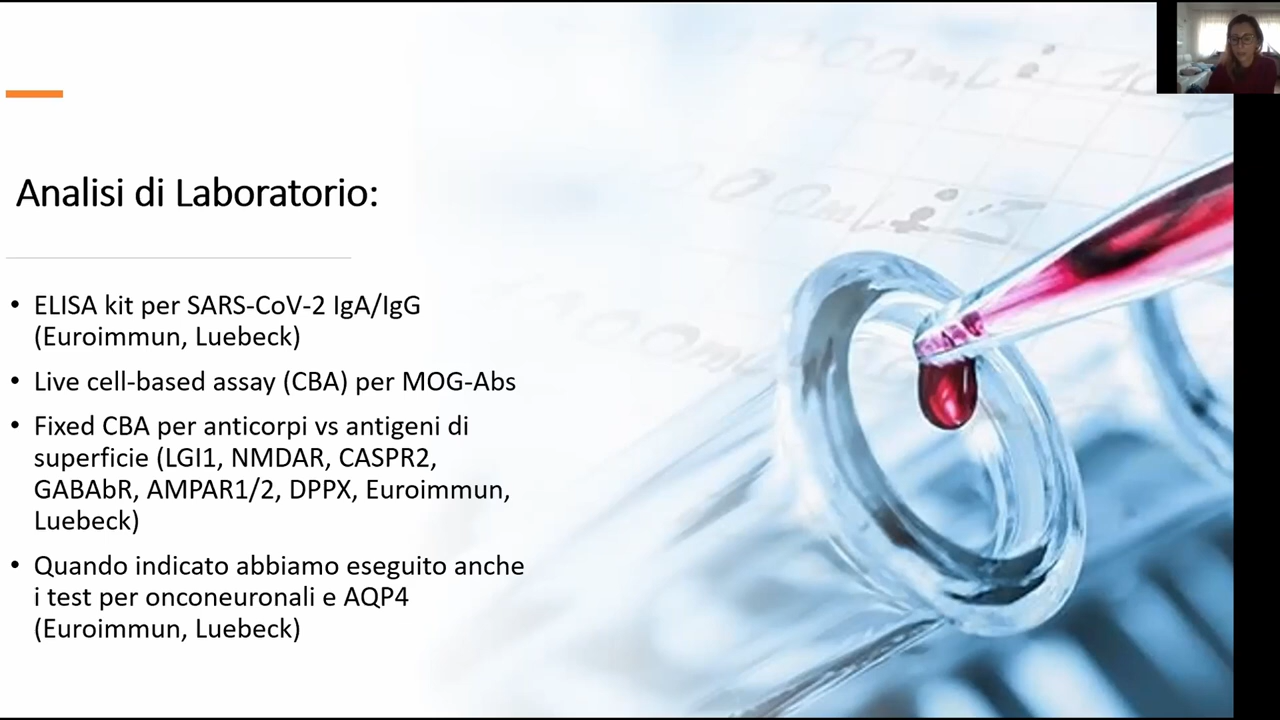 Analisi di Laboratorio:
• ELISA kit per SARS-CoV-2 IgA/IgG
(Euroimmun, Luebeck)
• Live cell-based assay (CBA) per MOG-Abs
• Fixed CBA per anticorpi vs antigeni di
superficie (LGI1, NMDAR, CASPR2,
GABAbR, AMPAR1/2, DPPX, Euroimmun,
Luebeck)
• Quando indicato abbiamo eseguito anche
i test per onconeuronali e AQP4
(Euroimmun, Luebeck)